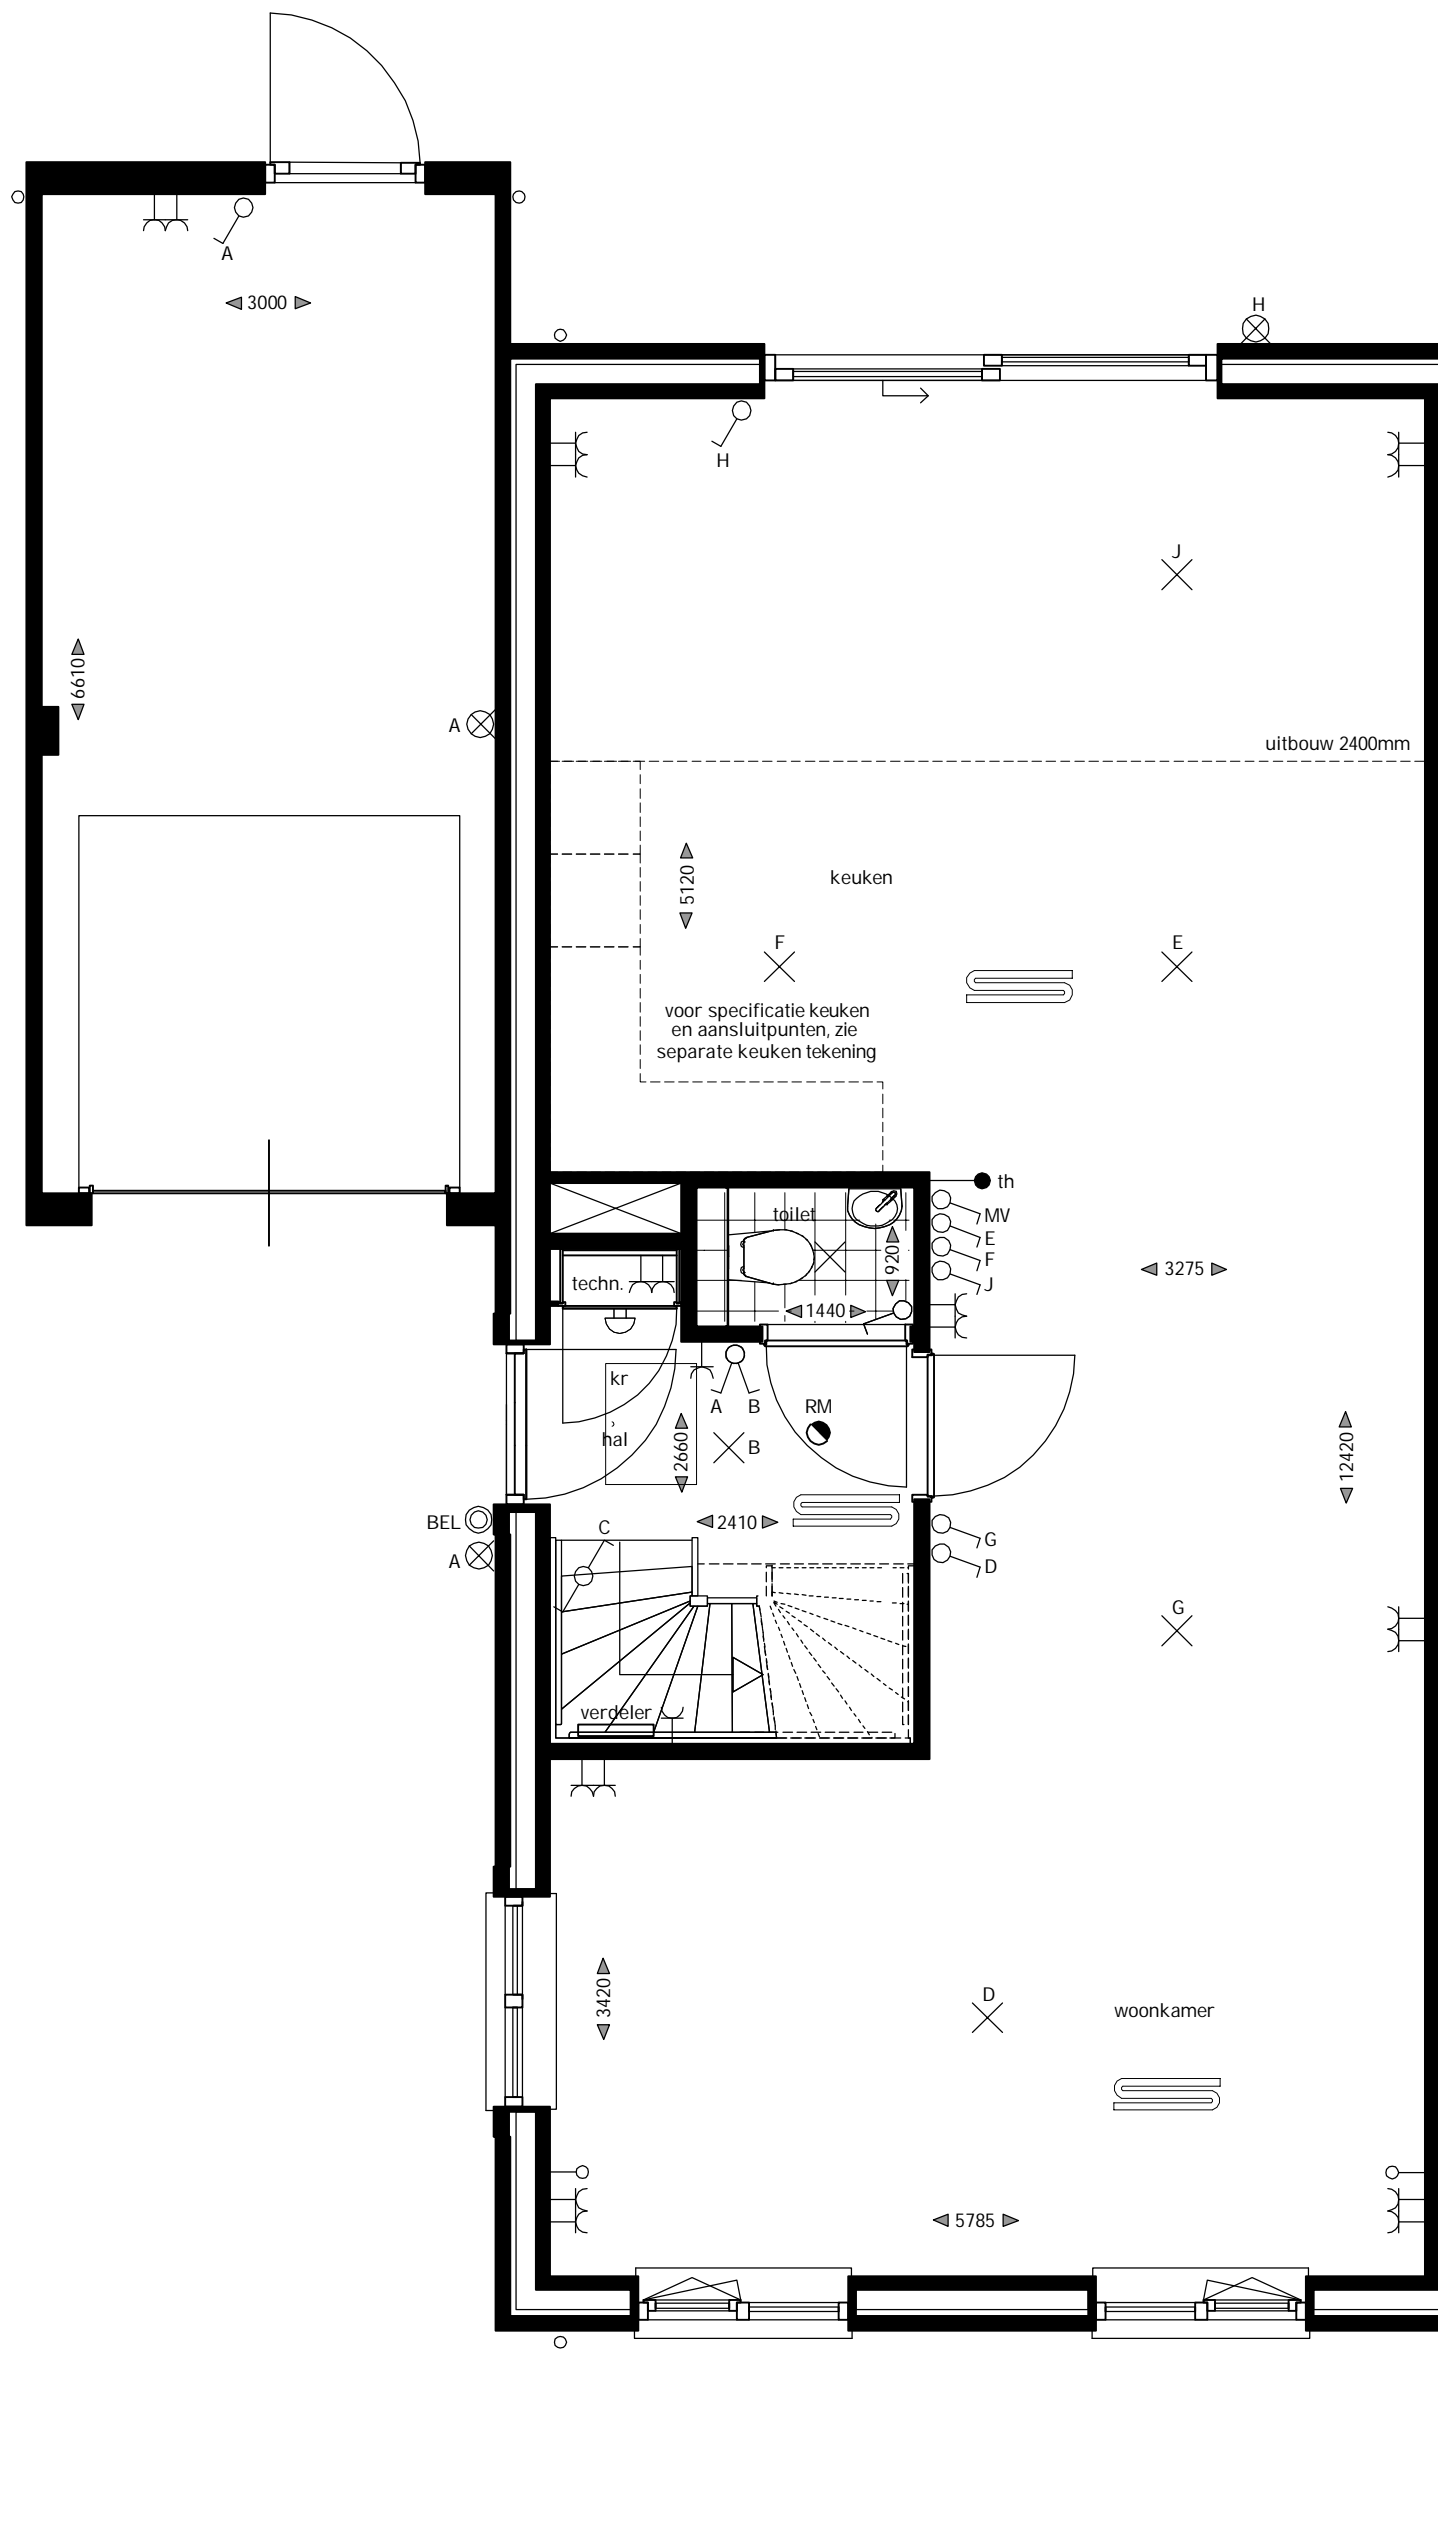 A
3000
H
H
J
6610
A
uitbouw 2400mm
5120
keuken
F
E
voor specificatie keuken
en aansluitpunten, zie
separate keuken tekening
th
toilet
MV
E
F
J
920
3275
techn.
1440
kr
A
B
RM
hal
2660
B
12420
BEL
2410
C
A
G
D
G
verdeler
3420
D
woonkamer
5785